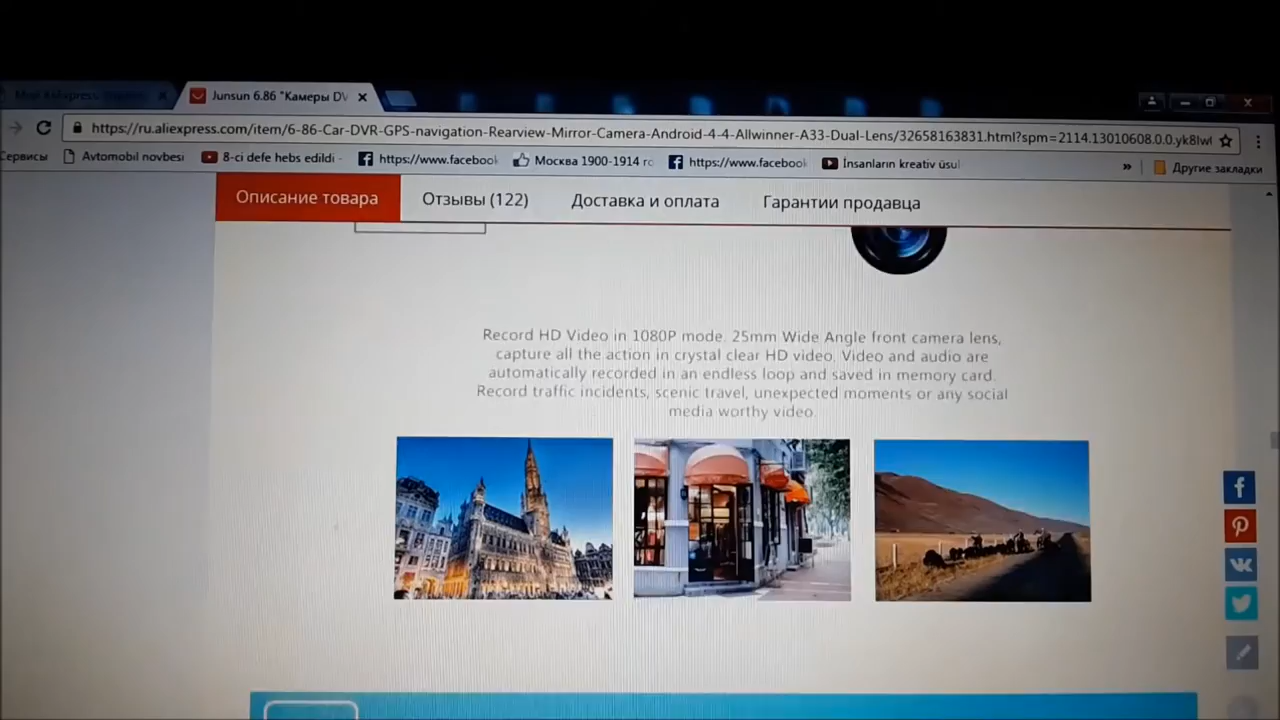 Junsun 6.86 "Камеры DV
https://ru.aliexpress.com/item/6-86-Car-DVR-GPS-navigation-Rearview-Mirror-Camera-Android-4-4-Allwinner-A33-Dual-Lens/32658163831.html?spm=2114.13010608.0.0.yk8lwl
Сервисы Avtomobil novbesi 8-ci defe hebs edildi - https://www.facebook Москва 1900-1914 го https://www.facebook İnsanların kreativ üsul » Другие закладки
Описание товара Отзывы (122) Доставка и оплата Гарантии продавца
Record HD Video in 1080P mode. 25mm Wide Angle front camera lens,
capture all the action in crystal clear HD video. Video and audio are
automatically recorded in an endless loop and saved in memory card.
Record traffic incidents, scenic travel, unexpected moments or any social
media worthy video.